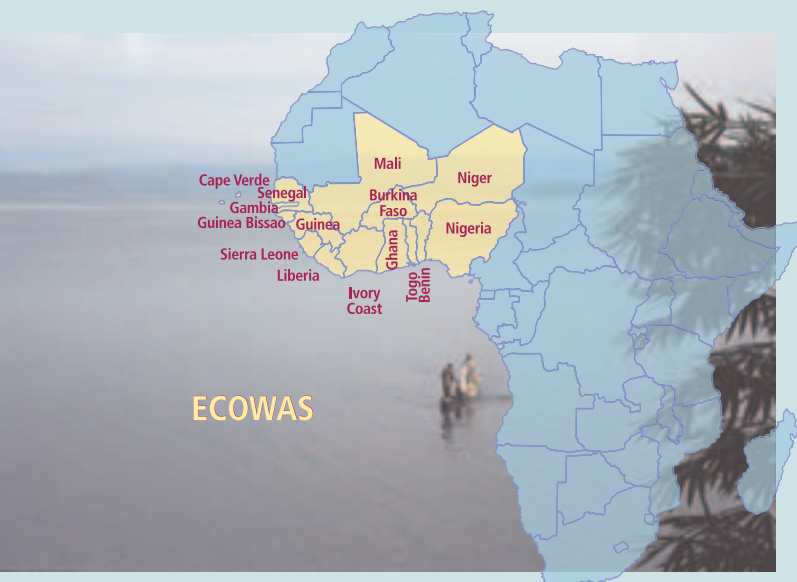 Mali
Niger
Cape Verde
Senegal
Burkina
Faso
Gambia
Guinea Bissao
Guinea
Nigeria
Ghana
Sierra Leone
Liberia
Togo
Benin
Ivory
Coast
ECOWAS